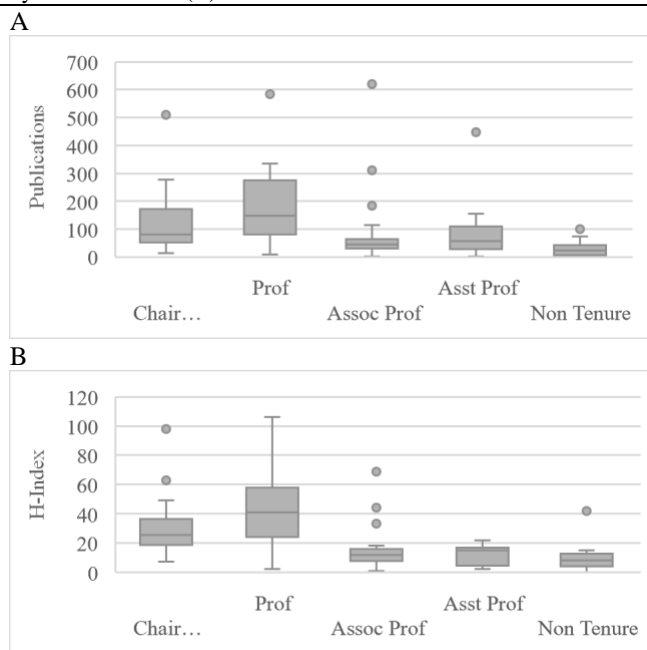 A
700
600
500
400
300
200
100
0
Publications
Prof
Asst Prof
Chair…
Assoc Prof
Non Tenure
B
120
100
80
60
40
20
0
H-Index
Prof
Asst Prof
Chair…
Assoc Prof
Non Tenure